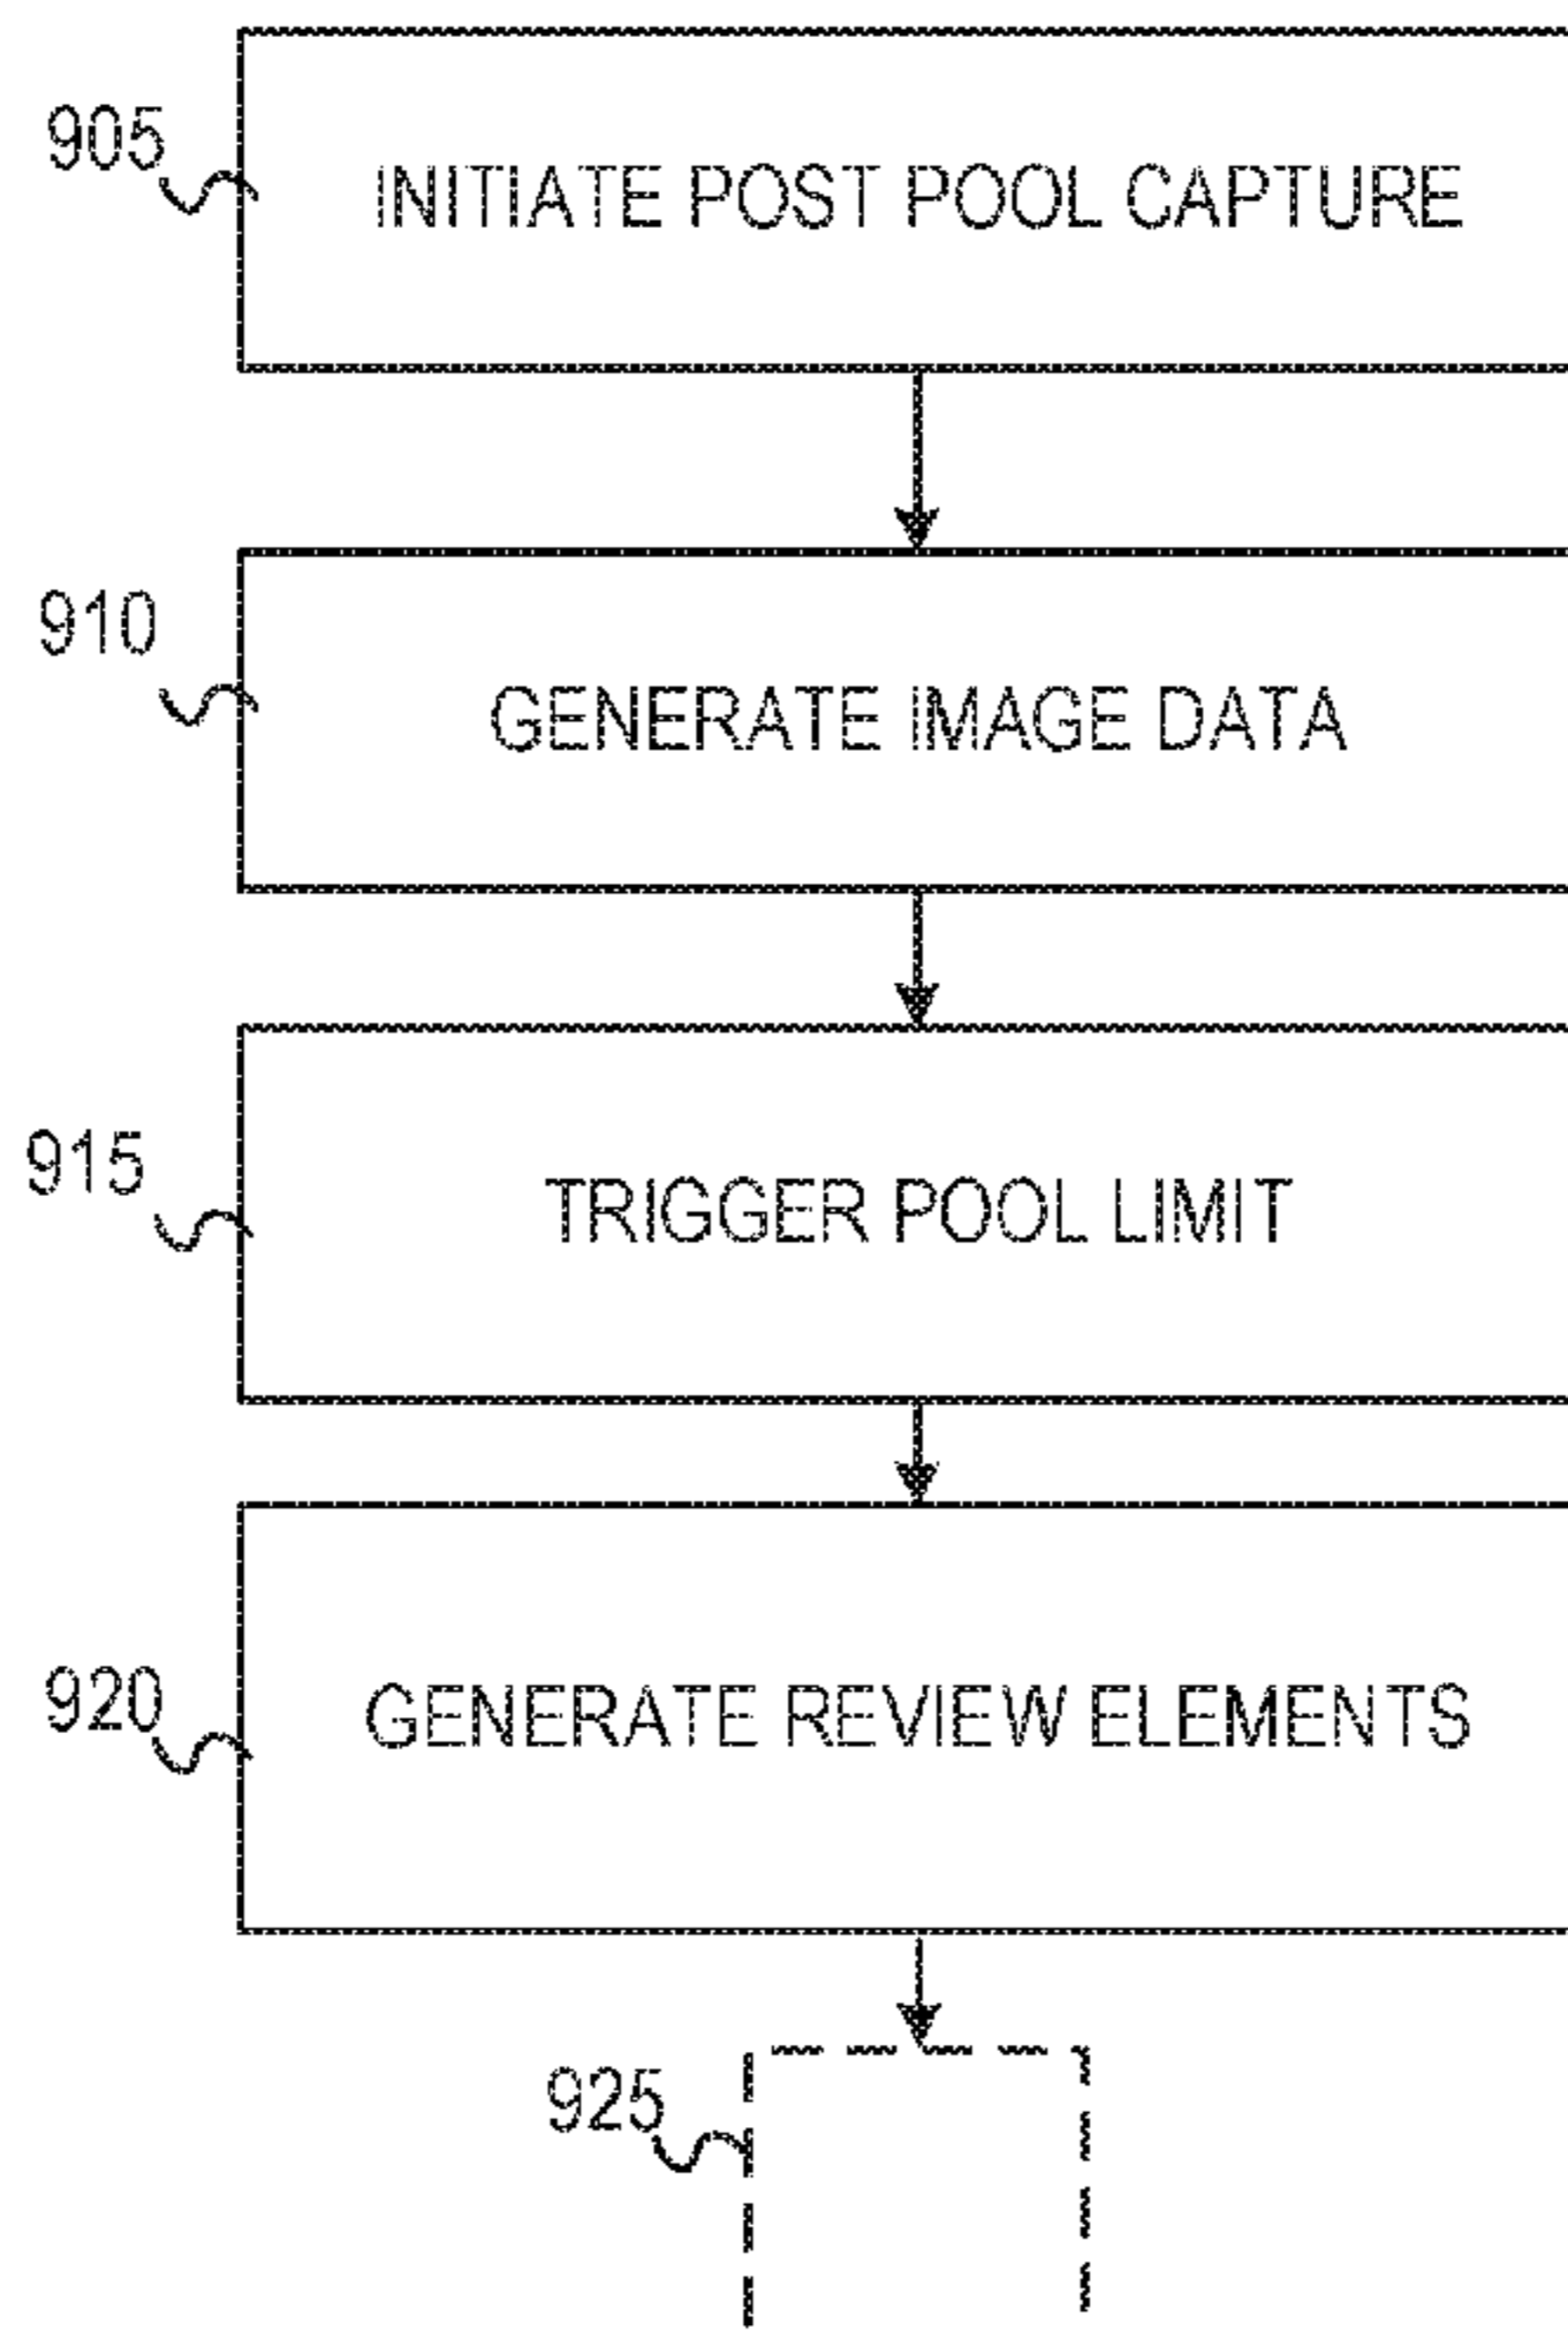 905
INITIATE POST POOL CAPTURE
910
GENERATE IMAGE DATA
915
TRIGGER POOL LIMIT
920
GENERATE REVIEW ELEMENTS
925